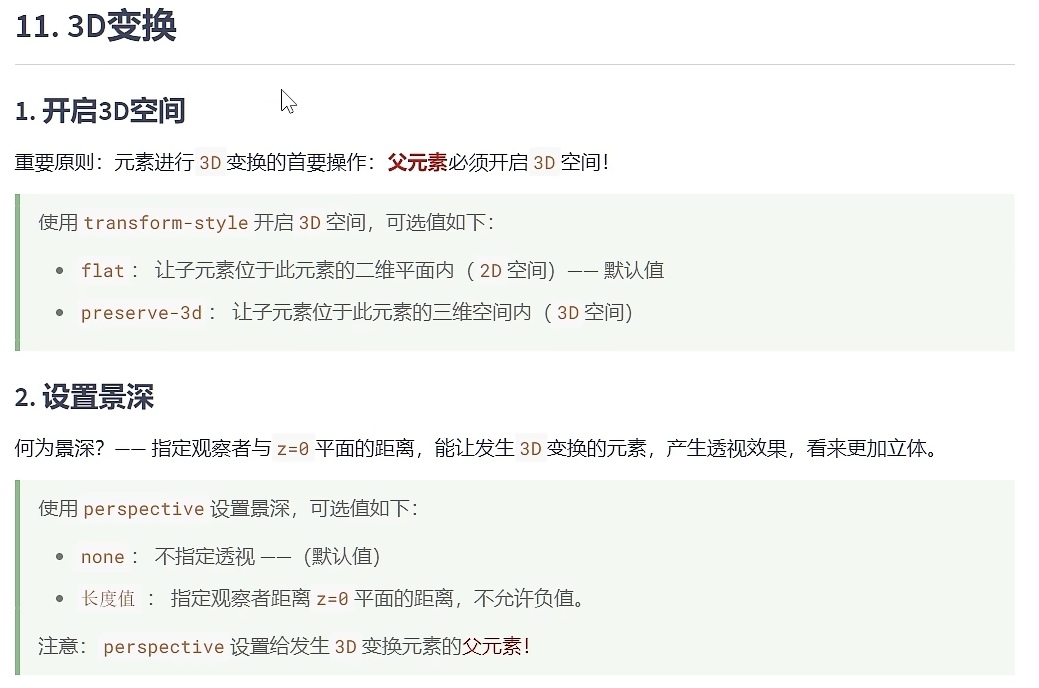 11. 3D变换
1. 开启3D空间
重要原则：元素进行 3D 变换的首要操作：父元素必须开启 3D 空间！
使用 transform-style 开启 3D 空间，可选值如下：
• flat ： 让子元素位于此元素的二维平面内（ 2D 空间）—— 默认值
• preserve-3d ： 让子元素位于此元素的三维空间内（ 3D 空间）
2. 设置景深
何为景深？—— 指定观察者与 z=0 平面的距离，能让发生 3D 变换的元素，产生透视效果，看来更加立体。
使用 perspective 设置景深，可选值如下：
• none ： 不指定透视 ——（默认值）
• 长度值 ： 指定观察者距离 z=0 平面的距离，不允许负值。
注意： perspective 设置给发生 3D 变换元素的父元素！